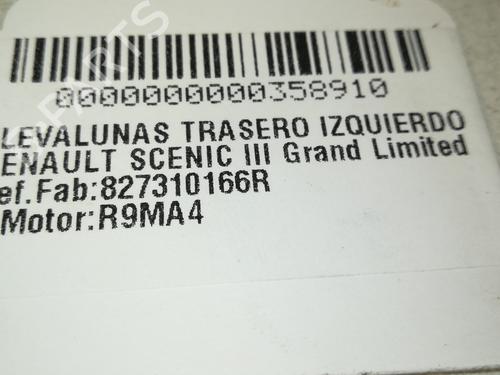 0000000000358910
LEVALUNAS TRASERO IZQUIERDO
ENAULT SCENIC III Grand Limited
ef.Fab:827310166R
Motor:R9MA4